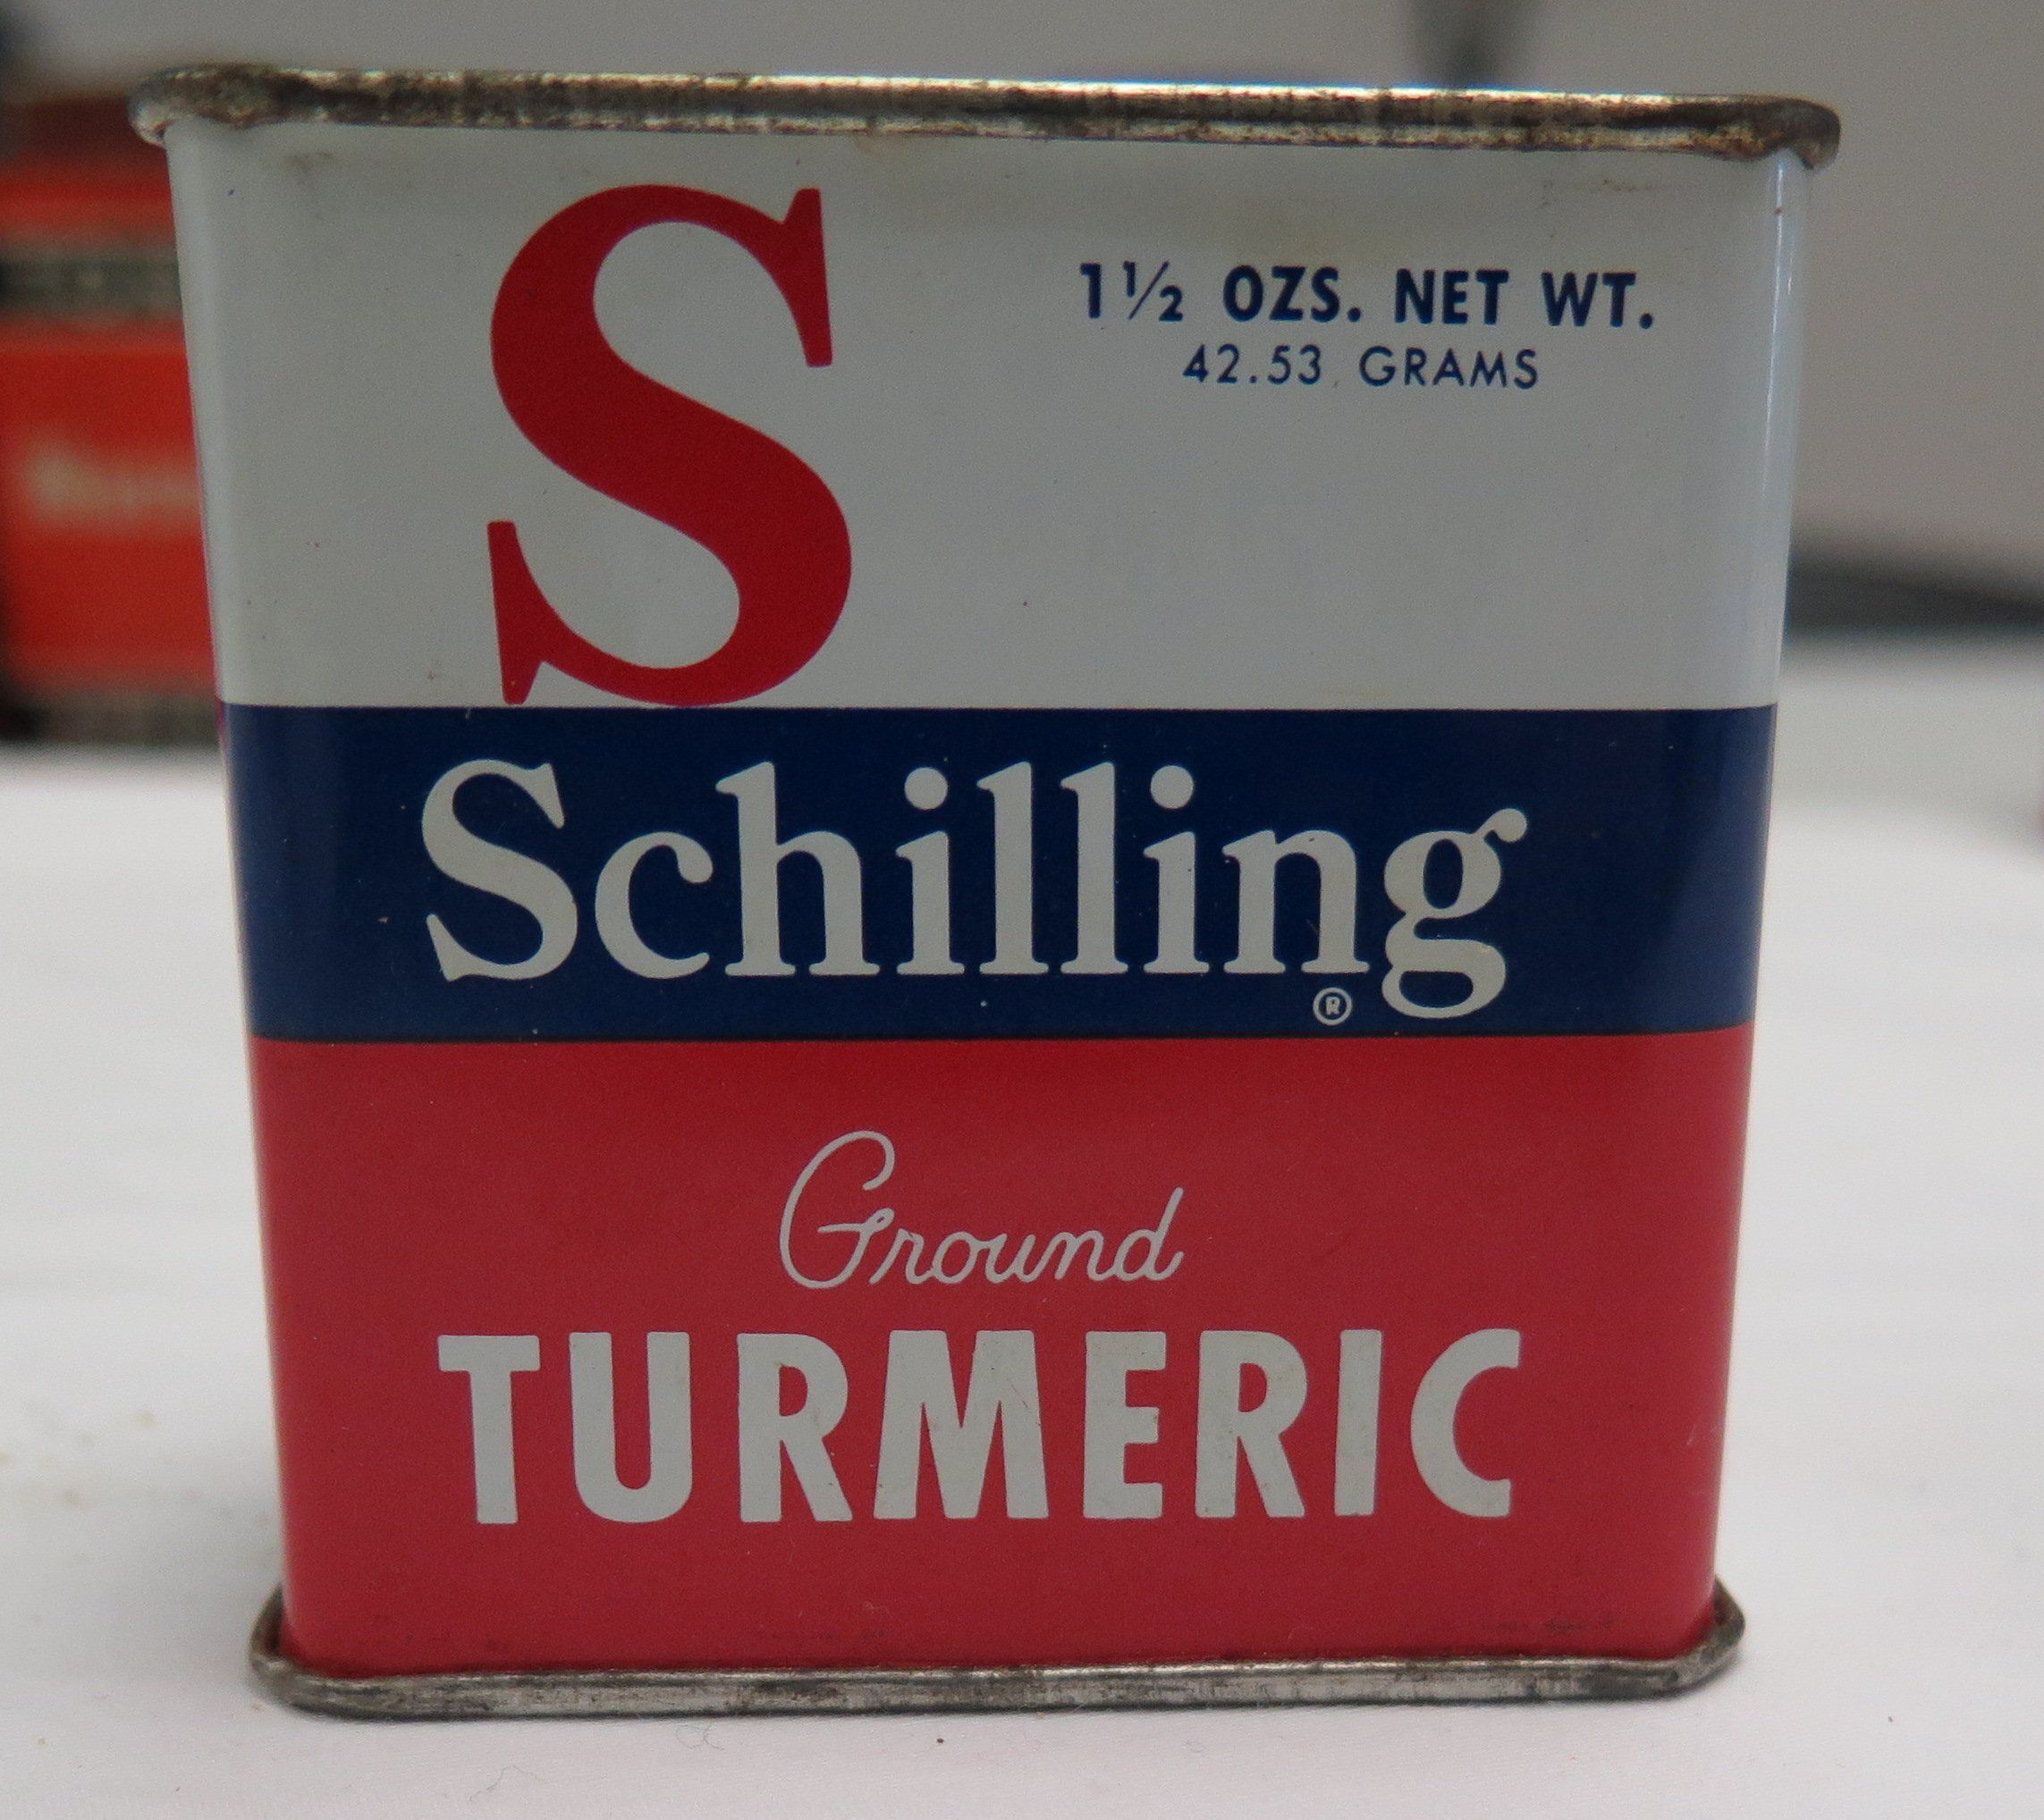 S
1½ OZS. NET WT.
42.53 GRAMS
Schilling
®
Ground
TURMERIC